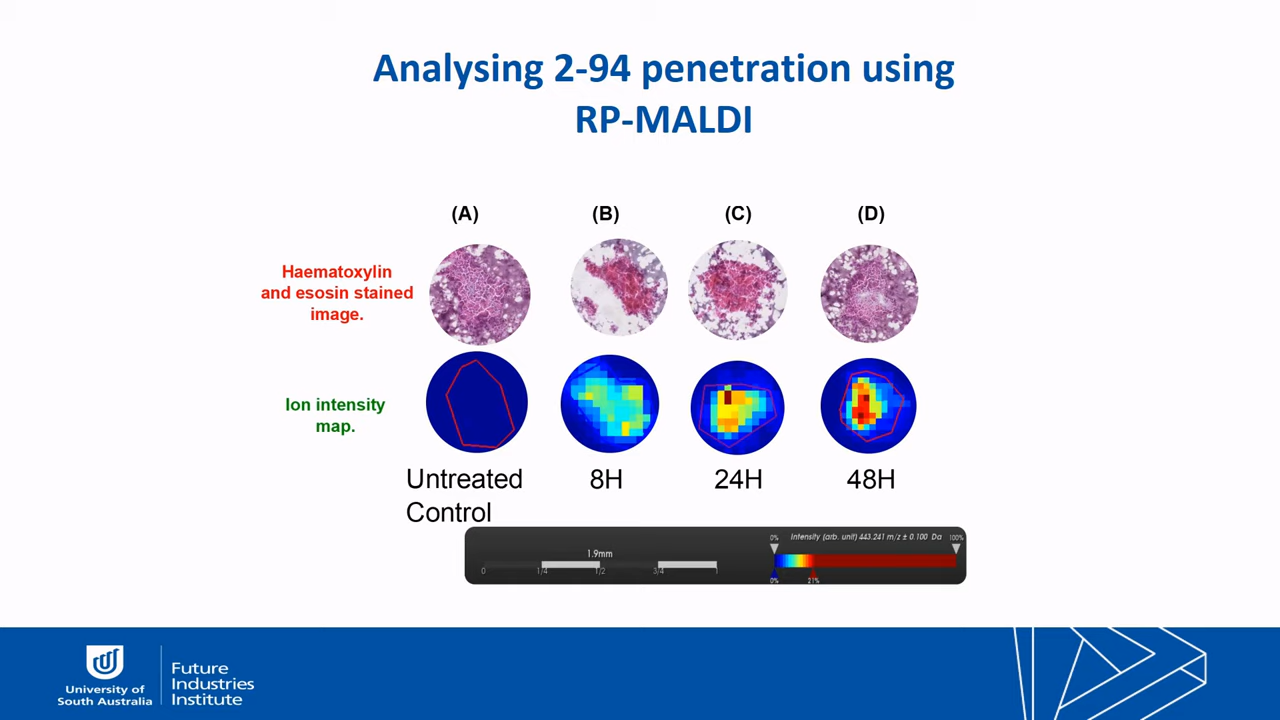 Analysing 2-94 penetration using
RP-MALDI
(A) (B) (C) (D)
Haematoxylin
and esosin stained
image.
Ion intensity
map.
Untreated
Control
8H 24H 48H
1.9mm
0 1/4 1/2 3/4 1
0% Intensity (arb. unit) 443.241 m/z ± 0.100 Da 100%
0% 21%
University of
South Australia
Future
Industries
Institute